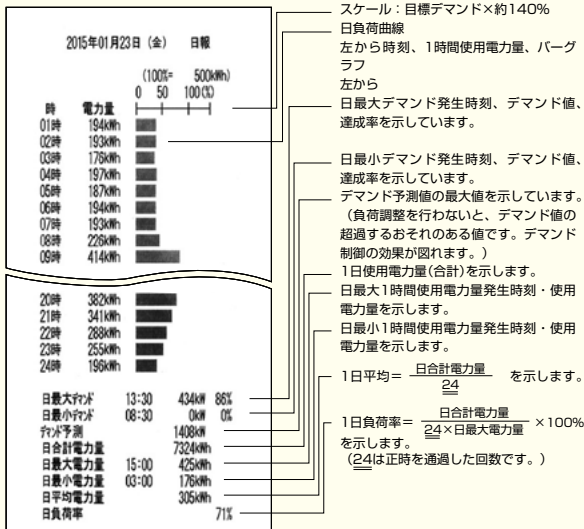 2015年01月23日（金） 日報
(100%= 500kWh)
0 50 100(%)
時 電力量
01時 194kWh
02時 193kWh
03時 176kWh
04時 197kWh
05時 187kWh
06時 194kWh
07時 193kWh
08時 226kWh
09時 414kWh
20時 382kWh
21時 341kWh
22時 288kWh
23時 255kWh
24時 196kWh
日最大ﾃﾞﾏﾝﾄﾞ 13:30 434kW 86%
日最小ﾃﾞﾏﾝﾄﾞ 08:30 0kW 0%
ﾃﾞﾏﾝﾄﾞ予測 1408kW
日合計電力量 7324kWh
日最大電力量 15:00 425kWh
日最小電力量 03:00 176kWh
日平均電力量 305kWh
日負荷率 71%
スケール：目標デマンド×約140%
日負荷曲線
左から時刻、1時間使用電力量、バーグ
ラフ
左から
日最大デマンド発生時刻、デマンド値、
達成率を示しています。
日最小デマンド発生時刻、デマンド値、
達成率を示しています。
デマンド予測値の最大値を示しています。
（負荷調整を行わないと、デマンド値の
超過するおそれのある値です。デマンド
制御の効果が図れます。）
1日使用電力量(合計)を示します。
日最大1時間使用電力量発生時刻・使用
電力量を示します。
日最小1時間使用電力量発生時刻・使用
電力量を示します。
1日平均＝ 日合計電力量
24 を示します。
1日負荷率＝ 日合計電力量
24×日最大電力量 ×100%
を示します。
（24は正時を通過した回数です。）